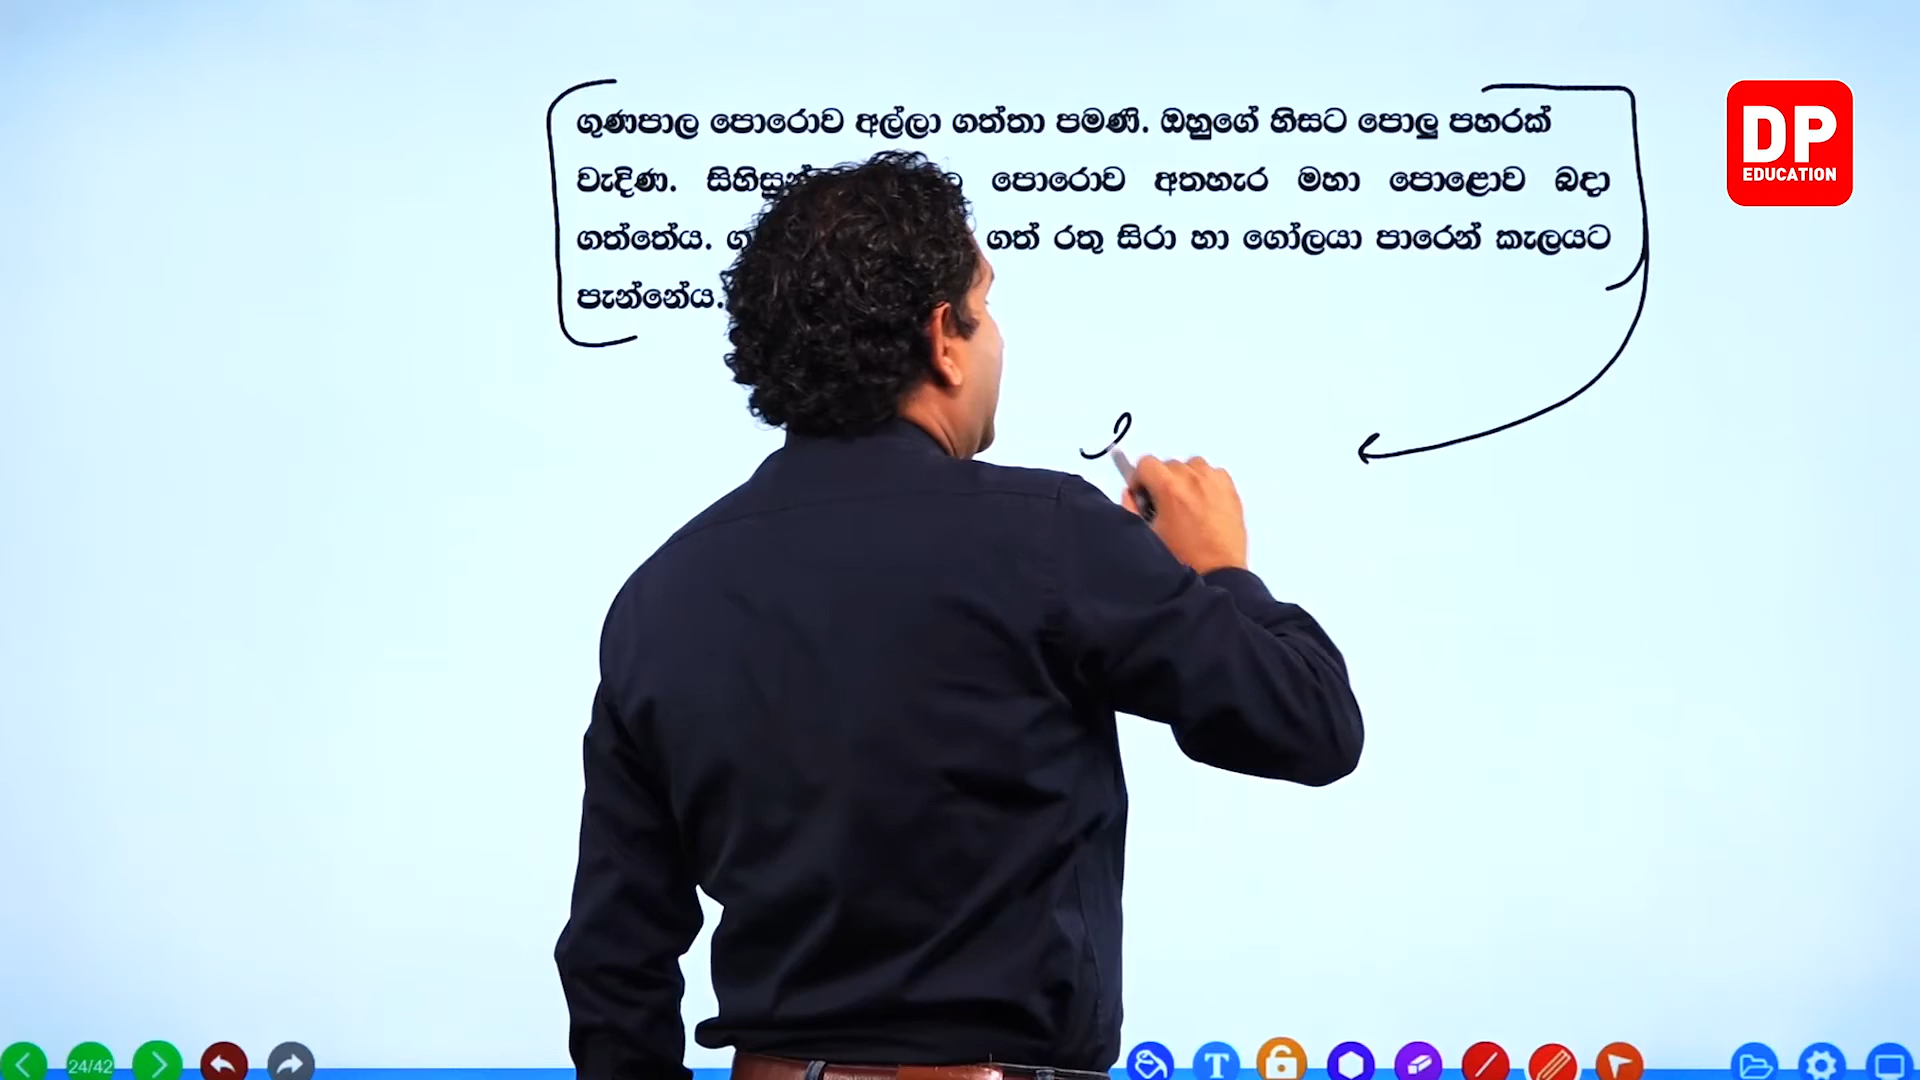 ගුණපාල පොරොව අල්ලා ගත්තා පමණි. ඔහුගේ හිසට පොලු පහරක්
වැදිණ. පොරොව අතහැර මහා පොළොව බදා
ගත්තේය. ගත් රතු සිරා හා ගෝලයා පාරෙන් කැලයට
පැන්නේය.
DP
EDUCATION
24/42
T